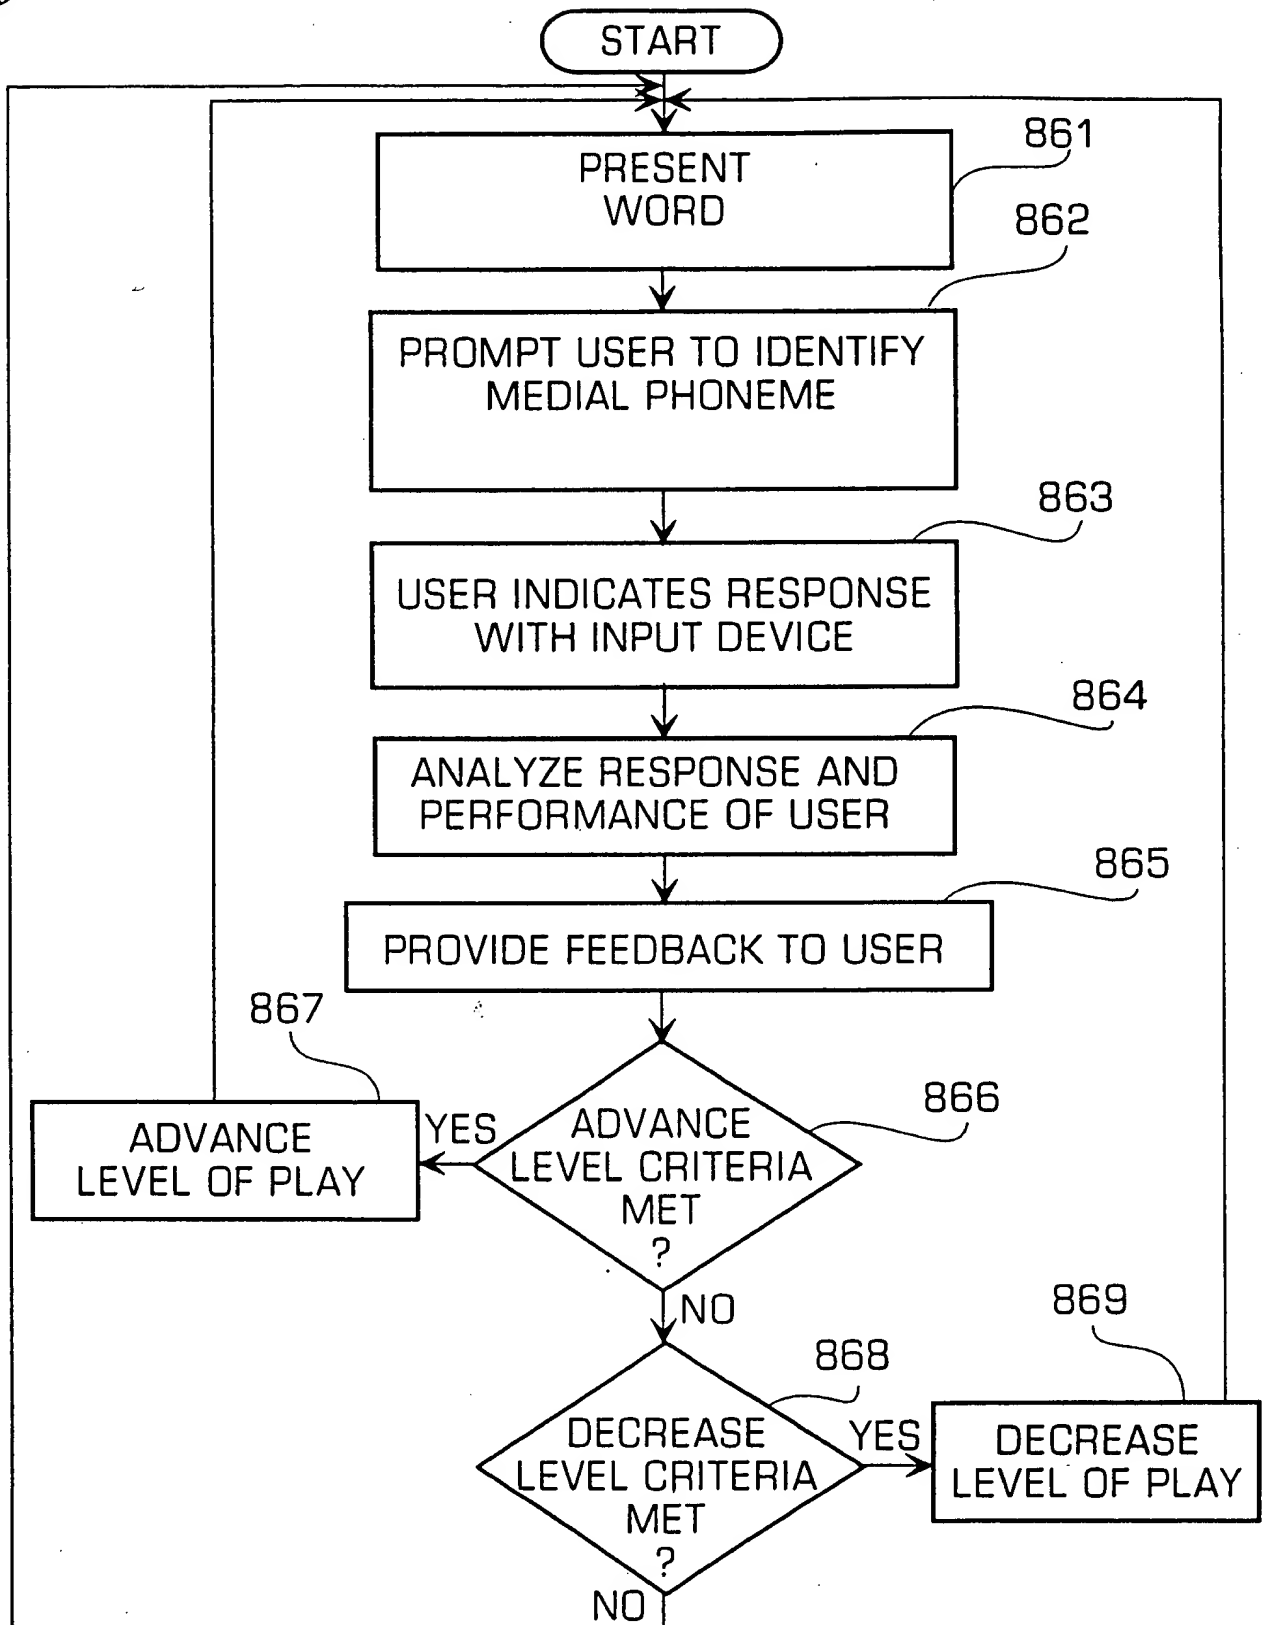 START
861
PRESENT
WORD
862
PROMPT USER TO IDENTIFY
MEDIAL PHONEME
863
USER INDICATES RESPONSE
WITH INPUT DEVICE
864
ANALYZE RESPONSE AND
PERFORMANCE OF USER
865
PROVIDE FEEDBACK TO USER
867
866
ADVANCE
LEVEL OF PLAY
YES
ADVANCE
LEVEL CRITERIA
MET
?
NO
869
868
DECREASE
LEVEL CRITERIA
MET
?
YES
DECREASE
LEVEL OF PLAY
NO